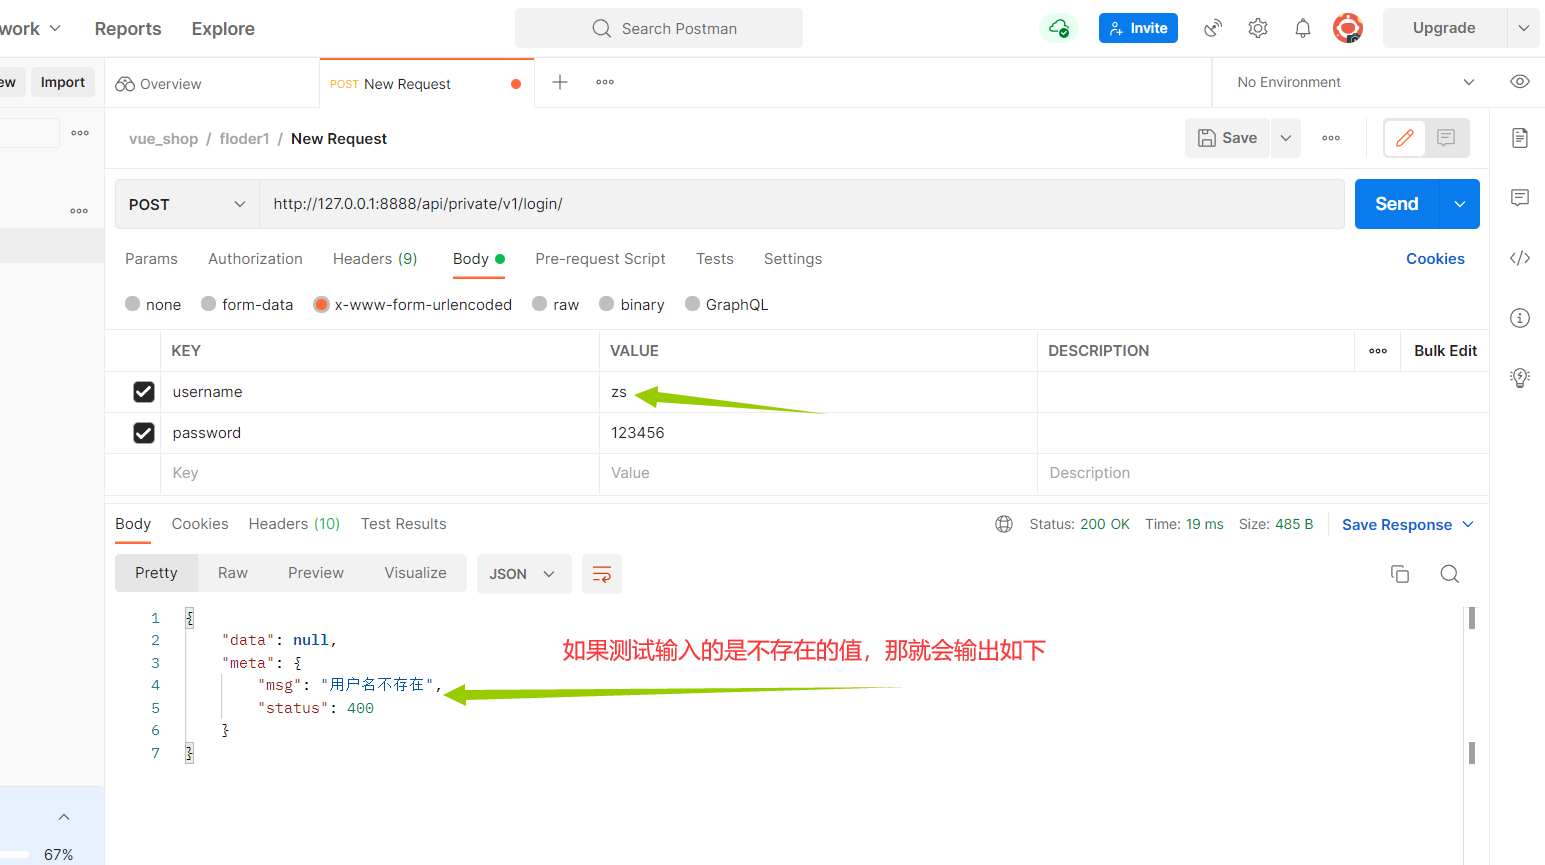 work
Reports
Explore
Search Postman
Invite
Upgrade
ew
Import
Overview
POST New Request
No Environment
vue_shop / floder1 / New Request
Save
POST
http://127.0.0.1:8888/api/private/v1/login/
Send
Params
Authorization
Headers (9)
Body
Pre-request Script
Tests
Settings
Cookies
none
form-data
x-www-form-urlencoded
raw
binary
GraphQL
KEY
VALUE
DESCRIPTION
Bulk Edit
username
zs
password
123456
Key
Value
Description
Body
Cookies
Headers (10)
Test Results
Status: 200 OK
Time: 19 ms
Size: 485 B
Save Response
Pretty
Raw
Preview
Visualize
JSON
1 {
2 "data": null,
如果测试输入的是不存在的值，那就会输出如下
3 "meta": {
4 "msg": "用户名不存在",
5 "status": 400
6 }
7 }
67%